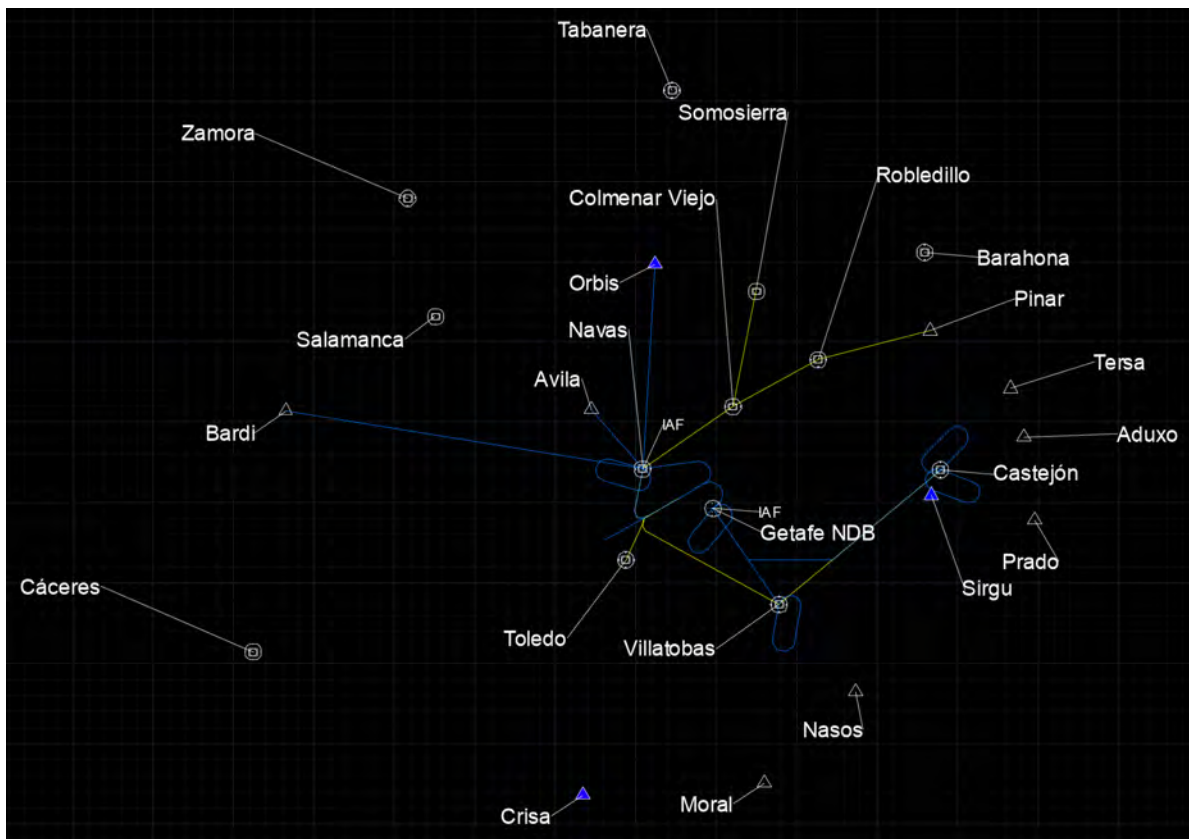 Tabanera
Somosierra
Zamora
Robledillo
Colmenar Viejo
Barahona
Orbis
Pinar
Navas
Salamanca
Tersa
Avila
IAF
Bardi
Aduxo
Castejón
IAF
Getafe NDB
Prado
Cáceres
Sirgu
Toledo
Villatobas
Nasos
Moral
Crisa